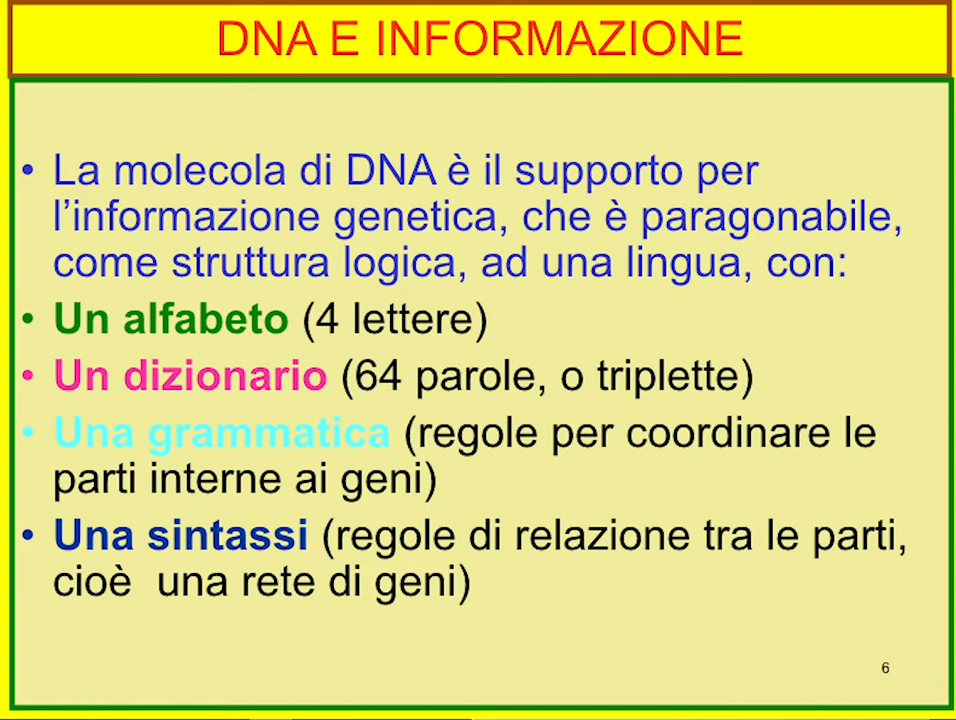 DNA E INFORMAZIONE
• La molecola di DNA è il supporto per
l’informazione genetica, che è paragonabile,
come struttura logica, ad una lingua, con:
• Un alfabeto (4 lettere)
• Un dizionario (64 parole, o triplette)
• Una grammatica (regole per coordinare le
parti interne ai geni)
• Una sintassi (regole di relazione tra le parti,
cioè  una rete di geni)
6